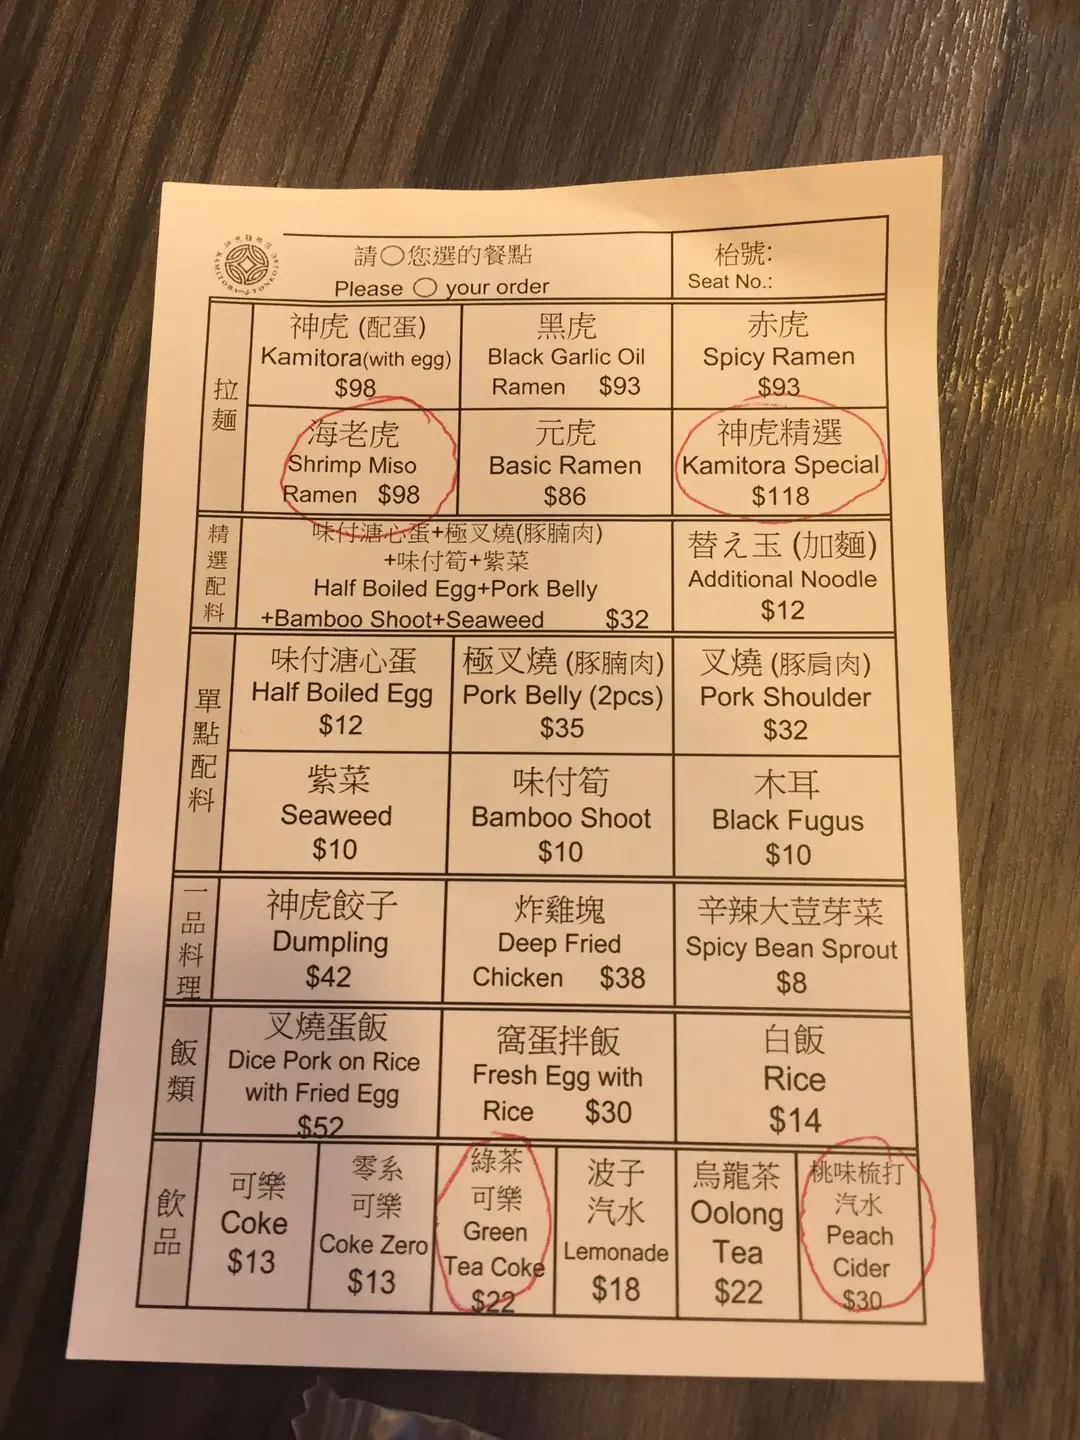 請○您選的餐點
Please ○ your order
枱號:
Seat No.:
拉麵
神虎 (配蛋)
Kamitora(with egg)
$98
黑虎
Black Garlic Oil
Ramen $93
赤虎
Spicy Ramen
$93
海老虎
Shrimp Miso
Ramen $98
元虎
Basic Ramen
$86
神虎精選
Kamitora Special
$118
精選配料
味付溏心蛋+極叉燒(豚腩肉)
+味付筍+紫菜
Half Boiled Egg+Pork Belly
+Bamboo Shoot+Seaweed $32
替え玉 (加麵)
Additional Noodle
$12
單點配料
味付溏心蛋
Half Boiled Egg
$12
極叉燒 (豚腩肉)
Pork Belly (2pcs)
$35
叉燒 (豚肩肉)
Pork Shoulder
$32
紫菜
Seaweed
$10
味付筍
Bamboo Shoot
$10
木耳
Black Fugus
$10
一品料理
神虎餃子
Dumpling
$42
炸雞塊
Deep Fried
Chicken $38
辛辣大荳芽菜
Spicy Bean Sprout
$8
飯類
叉燒蛋飯
Dice Pork on Rice
with Fried Egg
$52
窩蛋拌飯
Fresh Egg with
Rice $30
白飯
Rice
$14
飲品
可樂
Coke
$13
零系
可樂
Coke Zero
$13
綠茶
可樂
Green
Tea Coke
$22
波子
汽水
Lemonade
$18
烏龍茶
Oolong
Tea
$22
桃味梳打
汽水
Peach
Cider
$30